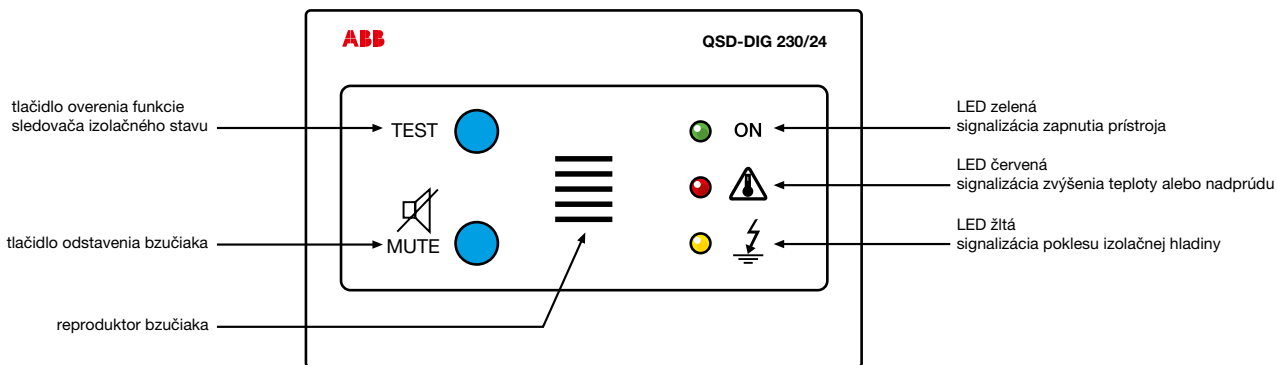 ABB
QSD-DIG 230/24
tlačidlo overenia funkcie
sledovača izolačného stavu
TEST
ON
LED zelená
signalizácia zapnutia prístroja
LED červená
signalizácia zvýšenia teploty alebo nadprúdu
tlačidlo odstavenia bzučiaka
MUTE
LED žltá
signalizácia poklesu izolačnej hladiny
reproduktor bzučiaka